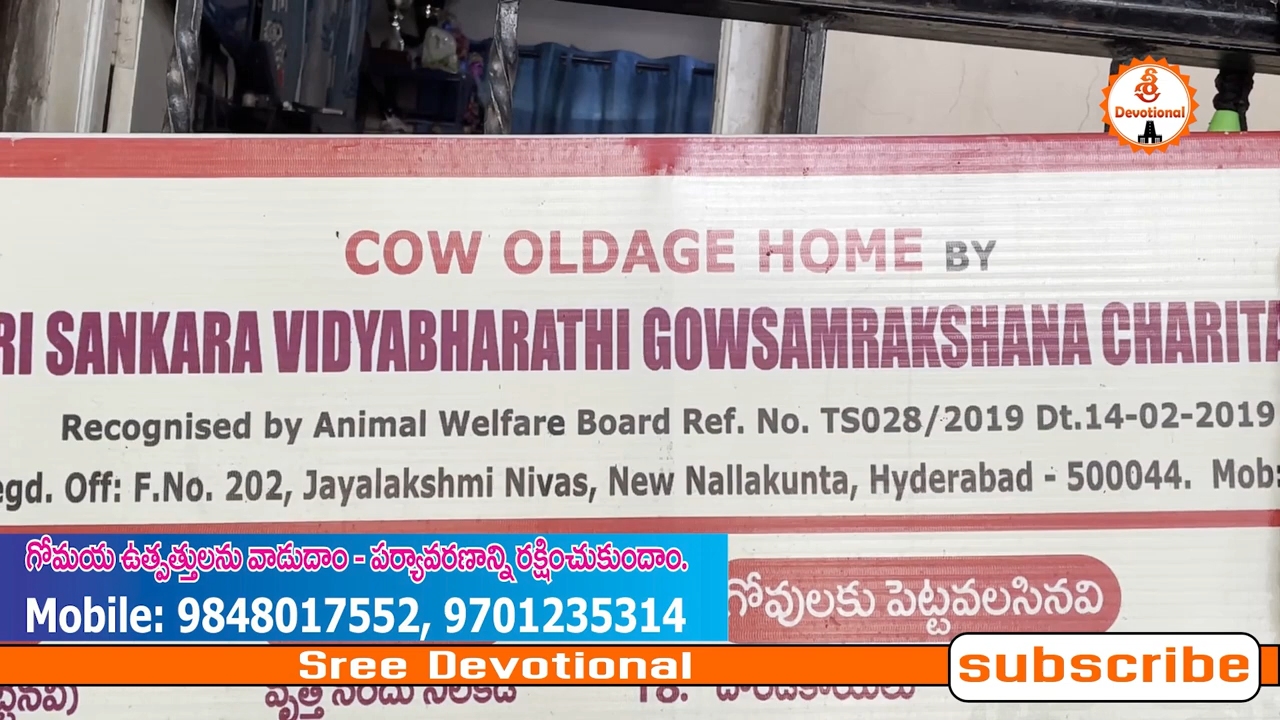 శ్రీ
Devotional
COW OLDAGE HOME BY
RI SANKARA VIDYABHARATHI GOWSAMRAKSHANA CHARITA
Recognised by Animal Welfare Board Ref. No. TS028/2019 Dt.14-02-2019
egd. Off: F.No. 202, Jayalakshmi Nivas, New Nallakunta, Hyderabad - 500044. Mob:
గోమయ ఉత్పత్తులను వాడుదాం - పర్యావరణాన్ని రక్షించుకుందాం.
Mobile: 9848017552, 9701235314
గోవులకు పెట్టవలసినవి
Sree Devotional
subscribe